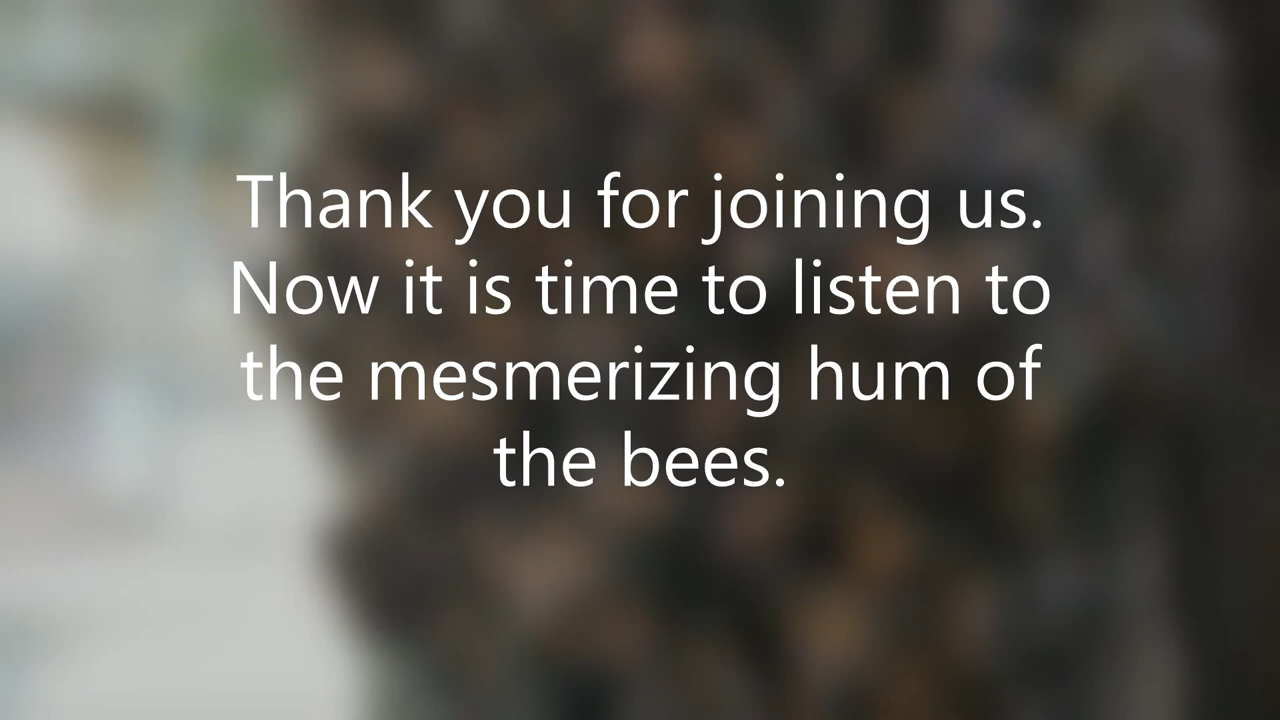 Thank you for joining us.
Now it is time to listen to
the mesmerizing hum of
the bees.